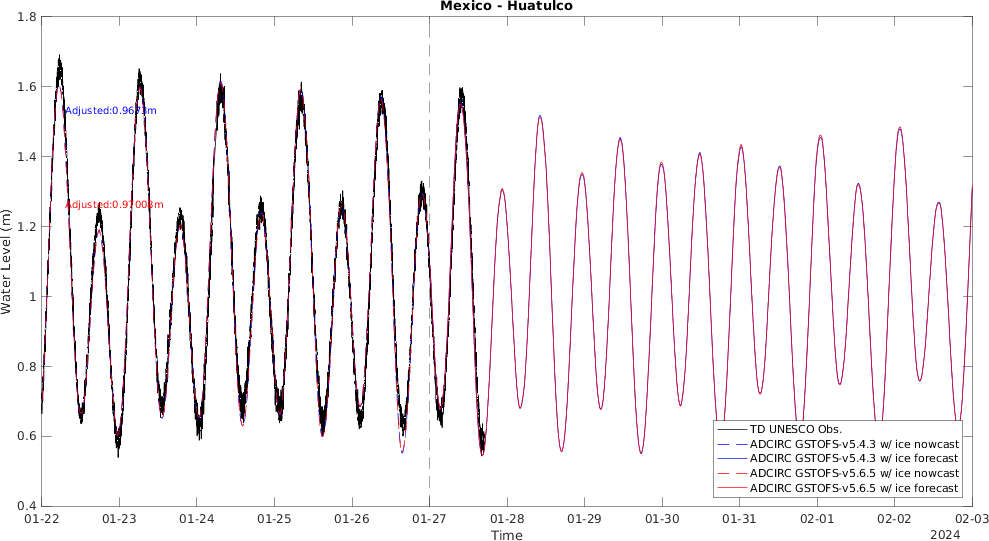 Mexico - Huatulco
1.8
1.6
1.4
1.2
1
0.8
0.6
0.4
Water Level (m)
Adjusted:0.9673m
Adjusted:0.97003m
TD UNESCO Obs.
ADCIRC GSTOFS-v5.4.3 w/ ice nowcast
ADCIRC GSTOFS-v5.4.3 w/ ice forecast
ADCIRC GSTOFS-v5.6.5 w/ ice nowcast
ADCIRC GSTOFS-v5.6.5 w/ ice forecast
01-22 01-23 01-24 01-25 01-26 01-27 01-28 01-29 01-30 01-31 02-01 02-02 02-03
Time
2024